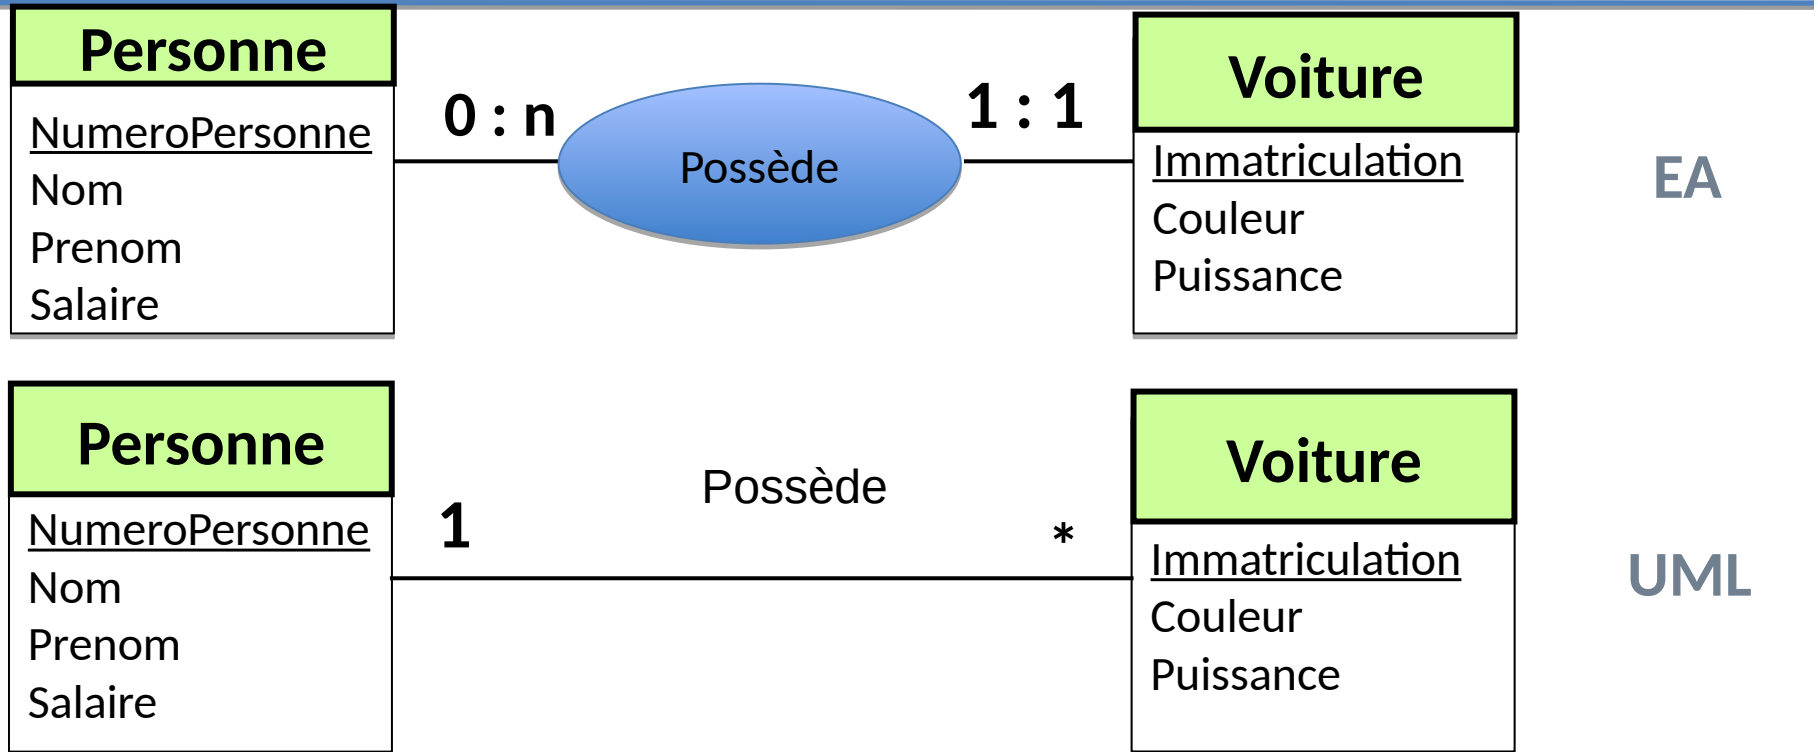 Personne
NumeroPersonne
Nom
Prenom
Salaire
0 : n
Possède
1 : 1
Voiture
Immatriculation
Couleur
Puissance
EA
Personne
NumeroPersonne
Nom
Prenom
Salaire
1
Possède
*
Voiture
Immatriculation
Couleur
Puissance
UML